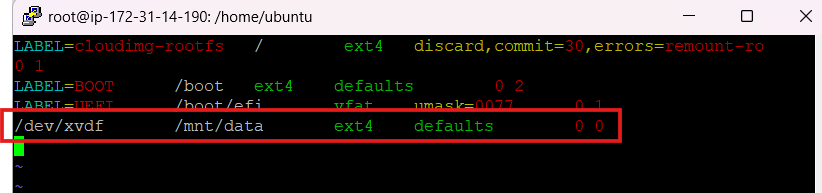 root@ip-172-31-14-190: /home/ubuntu
LABEL=cloudimg-rootfs / ext4 discard,commit=30,errors=remount-ro
0 1
LABEL=BOOT /boot ext4 defaults 0 2
LABEL=UEFI /boot/efi vfat umask=0077 0 1
/dev/xvdf /mnt/data ext4 defaults 0 0
~
~